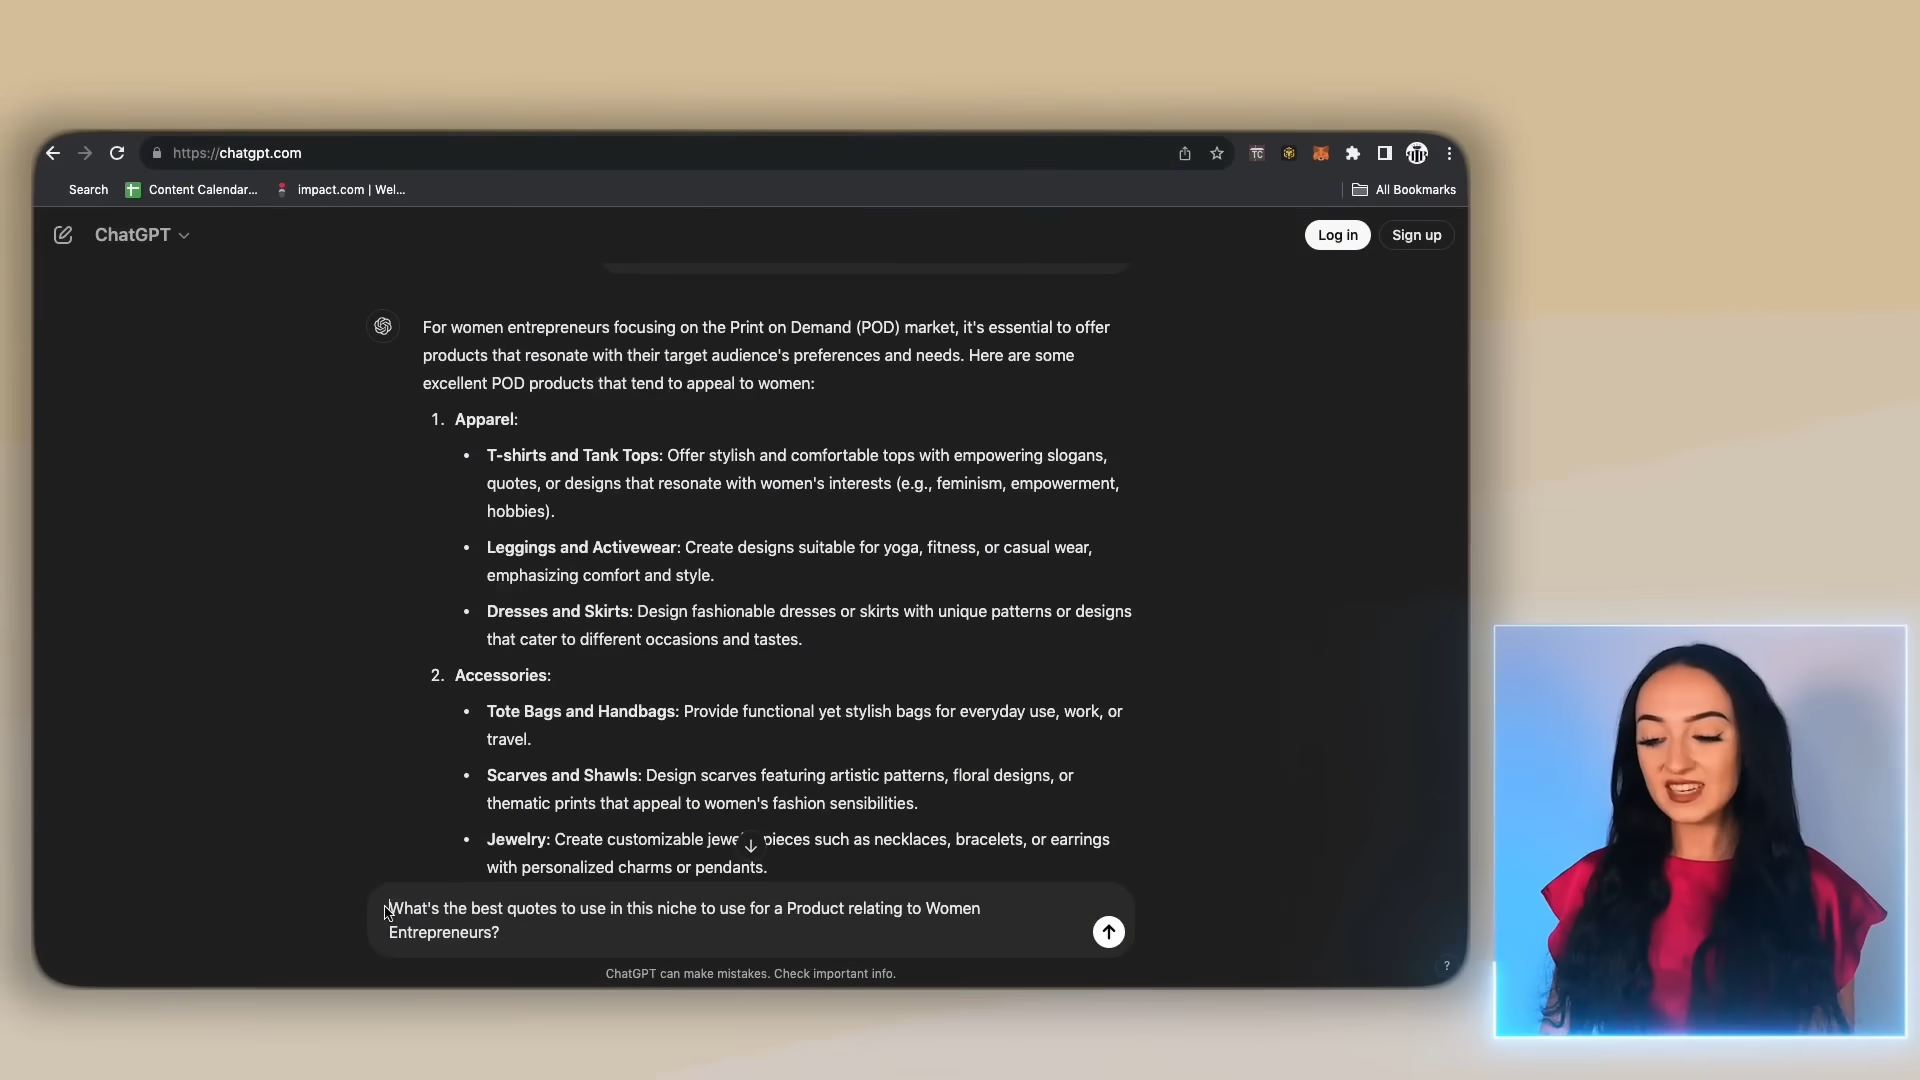 https://chatgpt.com
TC
Search
Content Calendar...
impact.com | Wel...
All Bookmarks
ChatGPT
Log in
Sign up
For women entrepreneurs focusing on the Print on Demand (POD) market, it's essential to offer
products that resonate with their target audience's preferences and needs. Here are some
excellent POD products that tend to appeal to women:
1. Apparel:
• T-shirts and Tank Tops: Offer stylish and comfortable tops with empowering slogans,
quotes, or designs that resonate with women's interests (e.g., feminism, empowerment,
hobbies).
• Leggings and Activewear: Create designs suitable for yoga, fitness, or casual wear,
emphasizing comfort and style.
• Dresses and Skirts: Design fashionable dresses or skirts with unique patterns or designs
that cater to different occasions and tastes.
2. Accessories:
• Tote Bags and Handbags: Provide functional yet stylish bags for everyday use, work, or
travel.
• Scarves and Shawls: Design scarves featuring artistic patterns, floral designs, or
thematic prints that appeal to women's fashion sensibilities.
• Jewelry: Create customizable pieces such as necklaces, bracelets, or earrings
with personalized charms or pendants.
What's the best quotes to use in this niche to use for a Product relating to Women
Entrepreneurs?
ChatGPT can make mistakes. Check important info.
?